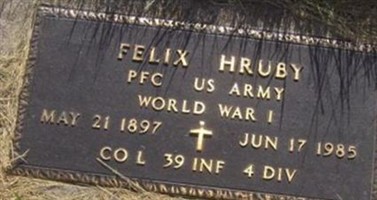 FELIX HRUBY
PFC US ARMY
WORLD WAR I
MAY 21 1897 JUN 17 1985
CO L 39 INF 4 DIV